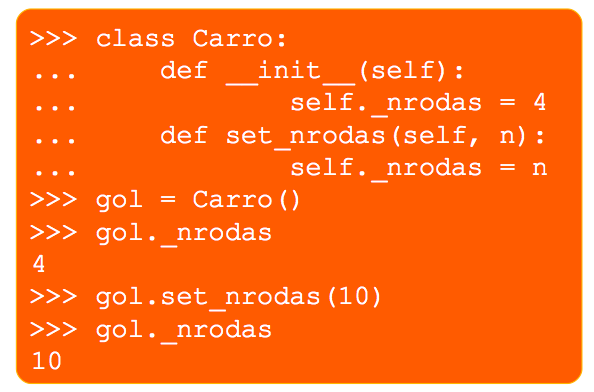 >>> class Carro:
...     def __init__(self):
...             self._nrodas = 4
...     def set_nrodas(self, n):
...             self._nrodas = n
>>> gol = Carro()
>>> gol._nrodas
4
>>> gol.set_nrodas(10)
>>> gol._nrodas
10